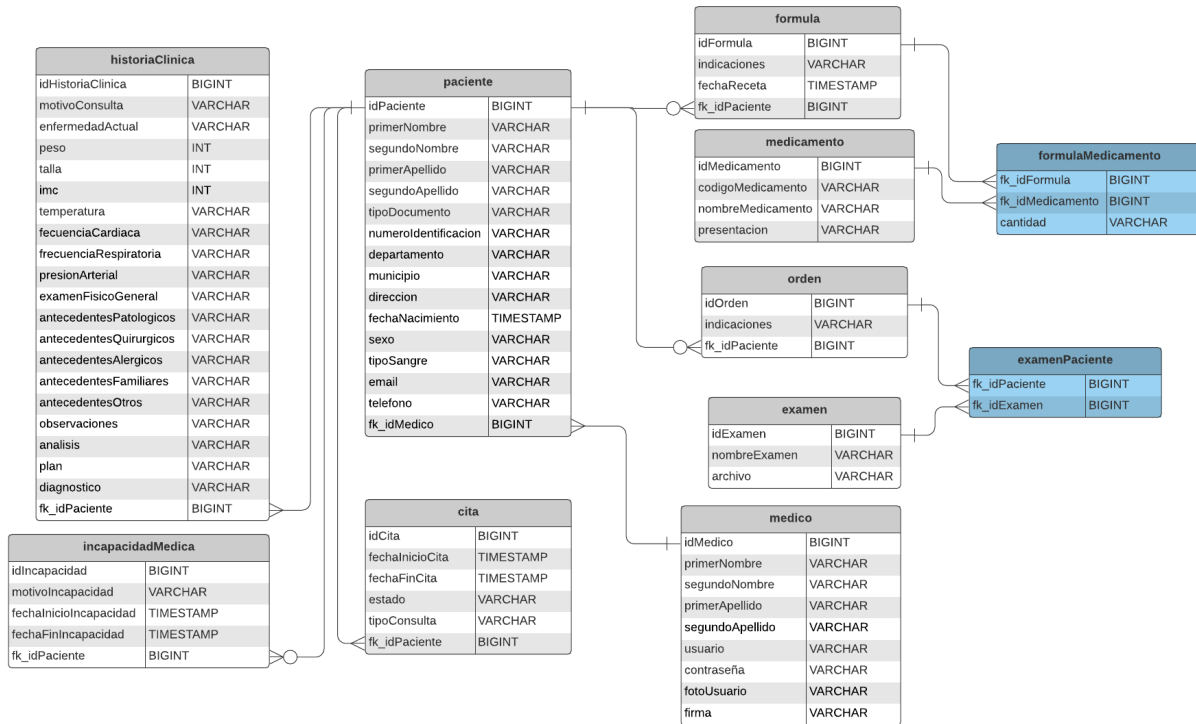 historiaClinica
idHistoriaClinica BIGINT
motivoConsulta VARCHAR
enfermedadActual VARCHAR
peso INT
talla INT
imc INT
temperatura VARCHAR
fecuenciaCardiaca VARCHAR
frecuenciaRespiratoria VARCHAR
presionArterial VARCHAR
examenFisicoGeneral VARCHAR
antecedentesPatologicos VARCHAR
antecedentesQuirurgicos VARCHAR
antecedentesAlergicos VARCHAR
antecedentesFamiliares VARCHAR
antecedentesOtros VARCHAR
observaciones VARCHAR
analisis VARCHAR
plan VARCHAR
diagnostico VARCHAR
fk_idPaciente BIGINT
incapacidadMedica
idIncapacidad BIGINT
motivoIncapacidad VARCHAR
fechaInicioIncapacidad TIMESTAMP
fechaFinIncapacidad TIMESTAMP
fk_idPaciente BIGINT
paciente
idPaciente BIGINT
primerNombre VARCHAR
segundoNombre VARCHAR
primerApellido VARCHAR
segundoApellido VARCHAR
tipoDocumento VARCHAR
numeroIdentificacion VARCHAR
departamento VARCHAR
municipio VARCHAR
direccion VARCHAR
fechaNacimiento TIMESTAMP
sexo VARCHAR
tipoSangre VARCHAR
email VARCHAR
telefono VARCHAR
fk_idMedico BIGINT
cita
idCita BIGINT
fechaInicioCita TIMESTAMP
fechaFinCita TIMESTAMP
estado VARCHAR
tipoConsulta VARCHAR
fk_idPaciente BIGINT
formula
idFormula BIGINT
indicaciones VARCHAR
fechaReceta TIMESTAMP
fk_idPaciente BIGINT
medicamento
idMedicamento BIGINT
codigoMedicamento VARCHAR
nombreMedicamento VARCHAR
presentacion VARCHAR
formulaMedicamento
fk_idFormula BIGINT
fk_idMedicamento BIGINT
cantidad VARCHAR
orden
idOrden BIGINT
indicaciones VARCHAR
fk_idPaciente BIGINT
examenPaciente
fk_idPaciente BIGINT
fk_idExamen BIGINT
examen
idExamen BIGINT
nombreExamen VARCHAR
archivo VARCHAR
medico
idMedico BIGINT
primerNombre VARCHAR
segundoNombre VARCHAR
primerApellido VARCHAR
segundoApellido VARCHAR
usuario VARCHAR
contraseña VARCHAR
fotoUsuario VARCHAR
firma VARCHAR